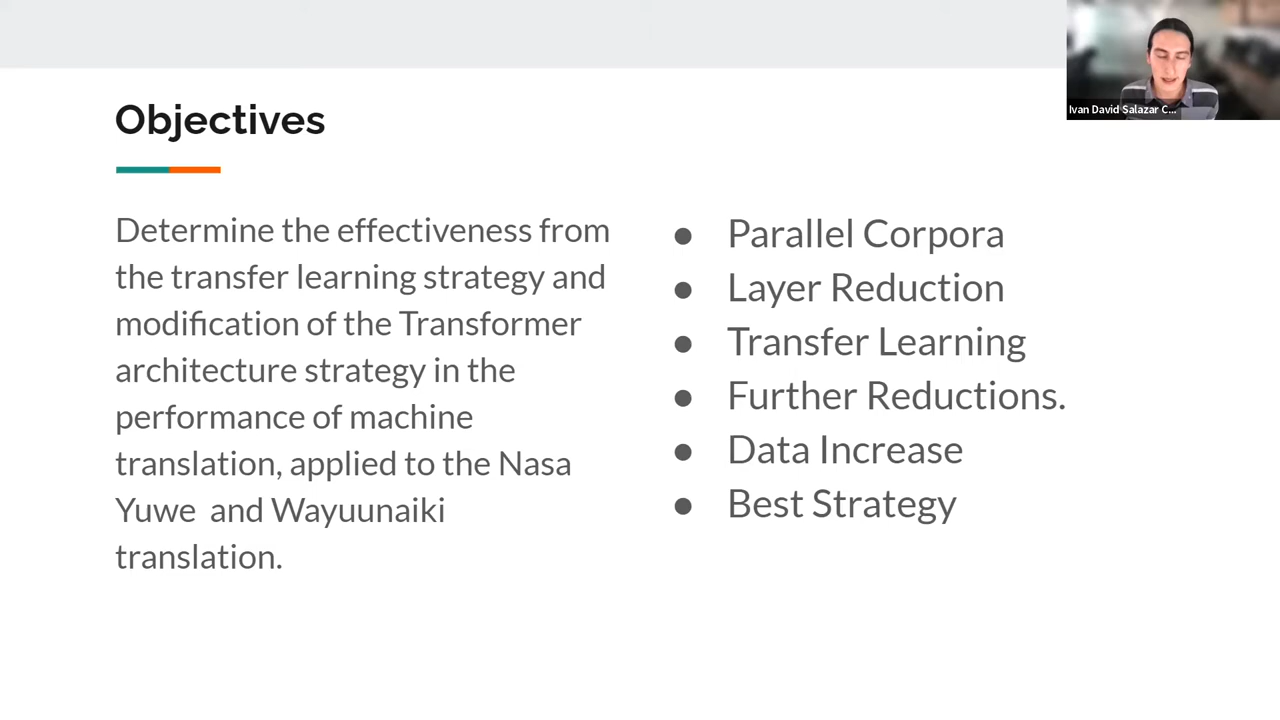 Objectives
Determine the effectiveness from
the transfer learning strategy and
modification of the Transformer
architecture strategy in the
performance of machine
translation, applied to the Nasa
Yuwe  and Wayuunaiki
translation.
● Parallel Corpora
● Layer Reduction
● Transfer Learning
● Further Reductions.
● Data Increase
● Best Strategy
Ivan David Salazar C...